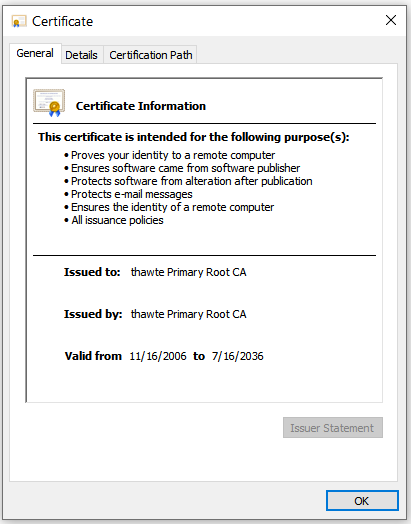 Certificate
General Details Certification Path
Certificate Information
This certificate is intended for the following purpose(s):
• Proves your identity to a remote computer
• Ensures software came from software publisher
• Protects software from alteration after publication
• Protects e-mail messages
• Ensures the identity of a remote computer
• All issuance policies
Issued to: thawte Primary Root CA
Issued by: thawte Primary Root CA
Valid from 11/16/2006 to 7/16/2036
Issuer Statement
OK